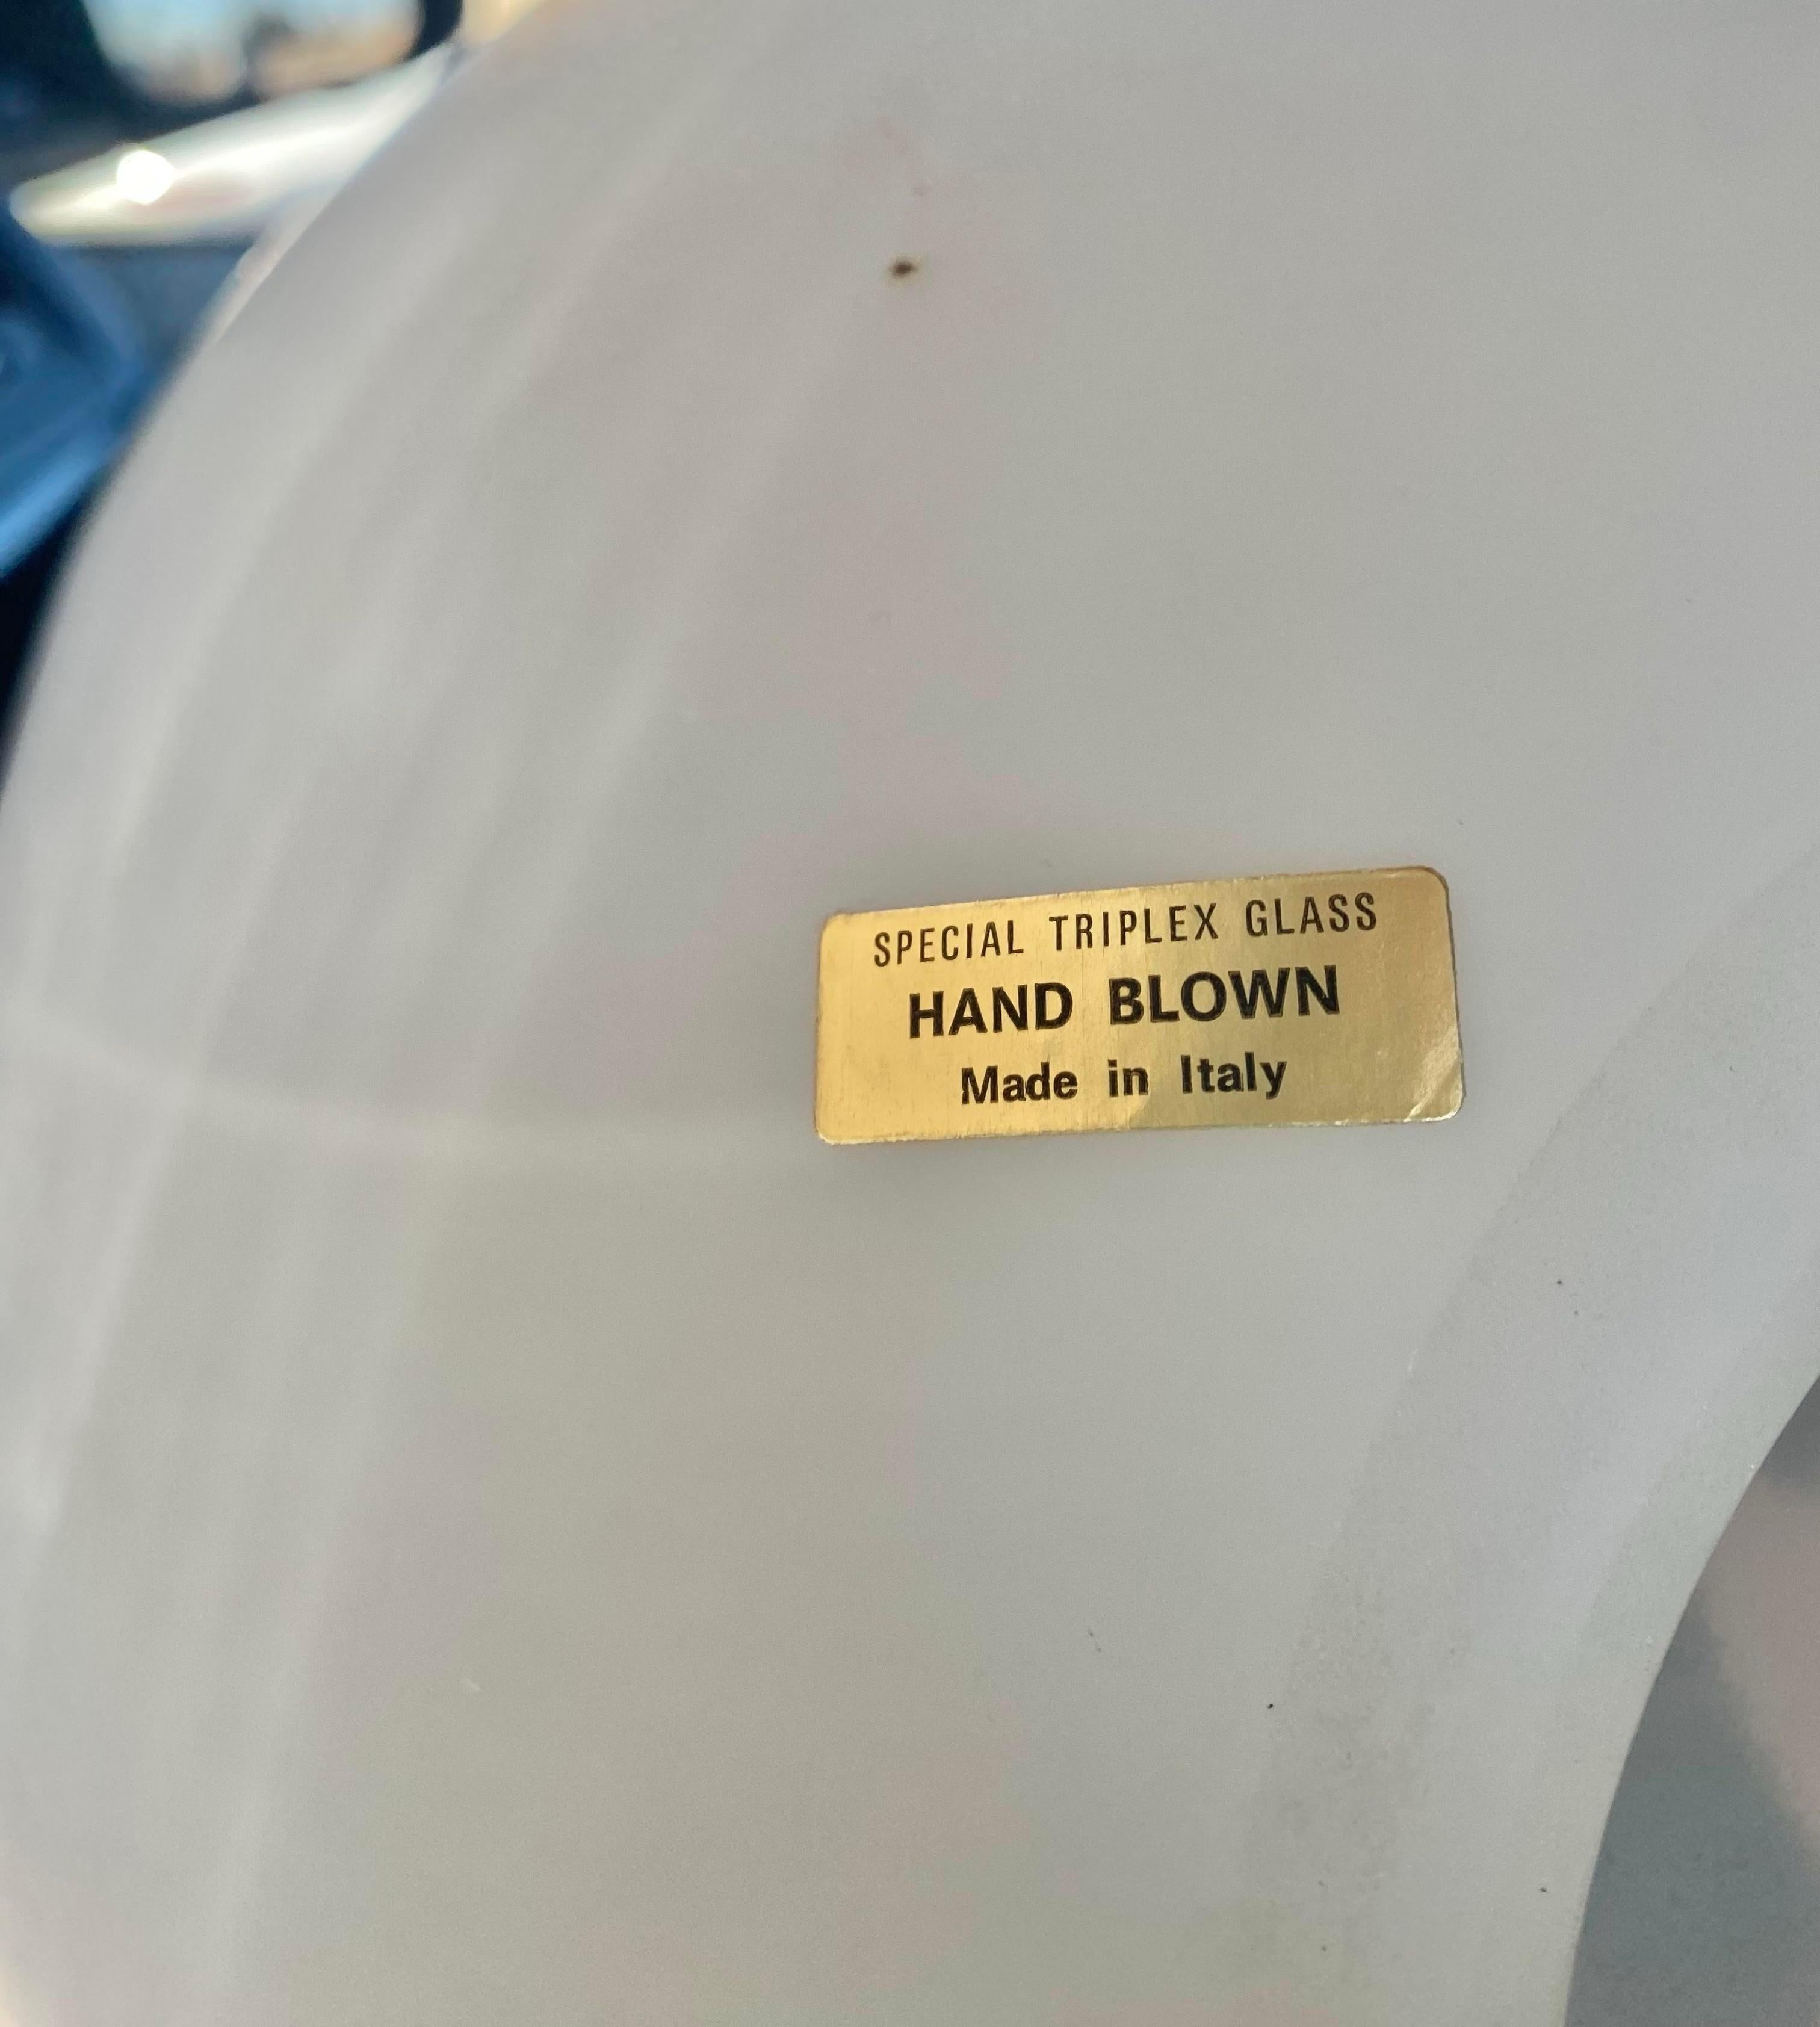 SPECIAL TRIPLEX GLASS
HAND BLOWN
Made in Italy